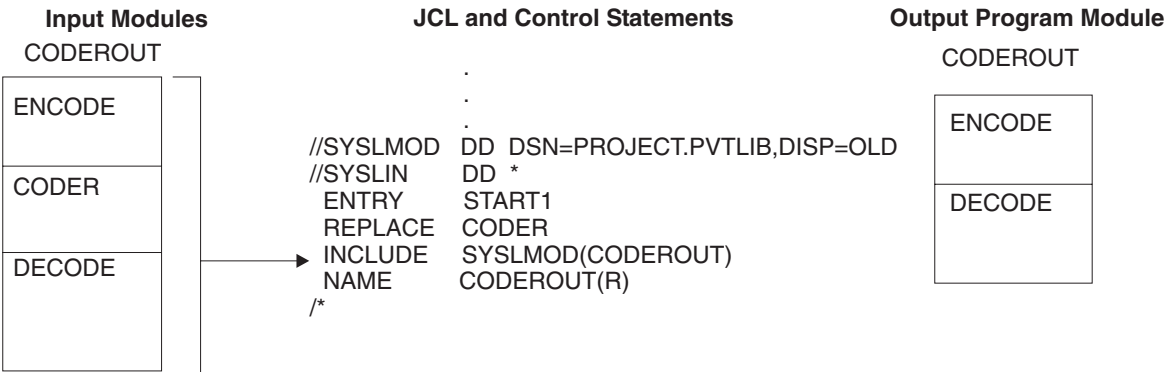 Input Modules
CODEROUT
ENCODE
CODER
DECODE
JCL and Control Statements
.
.
.
//SYSLMOD DD DSN=PROJECT.PVTLIB,DISP=OLD
//SYSLIN DD *
ENTRY START1
REPLACE CODER
INCLUDE SYSLMOD(CODEROUT)
NAME CODEROUT(R)
/*
Output Program Module
CODEROUT
ENCODE
DECODE